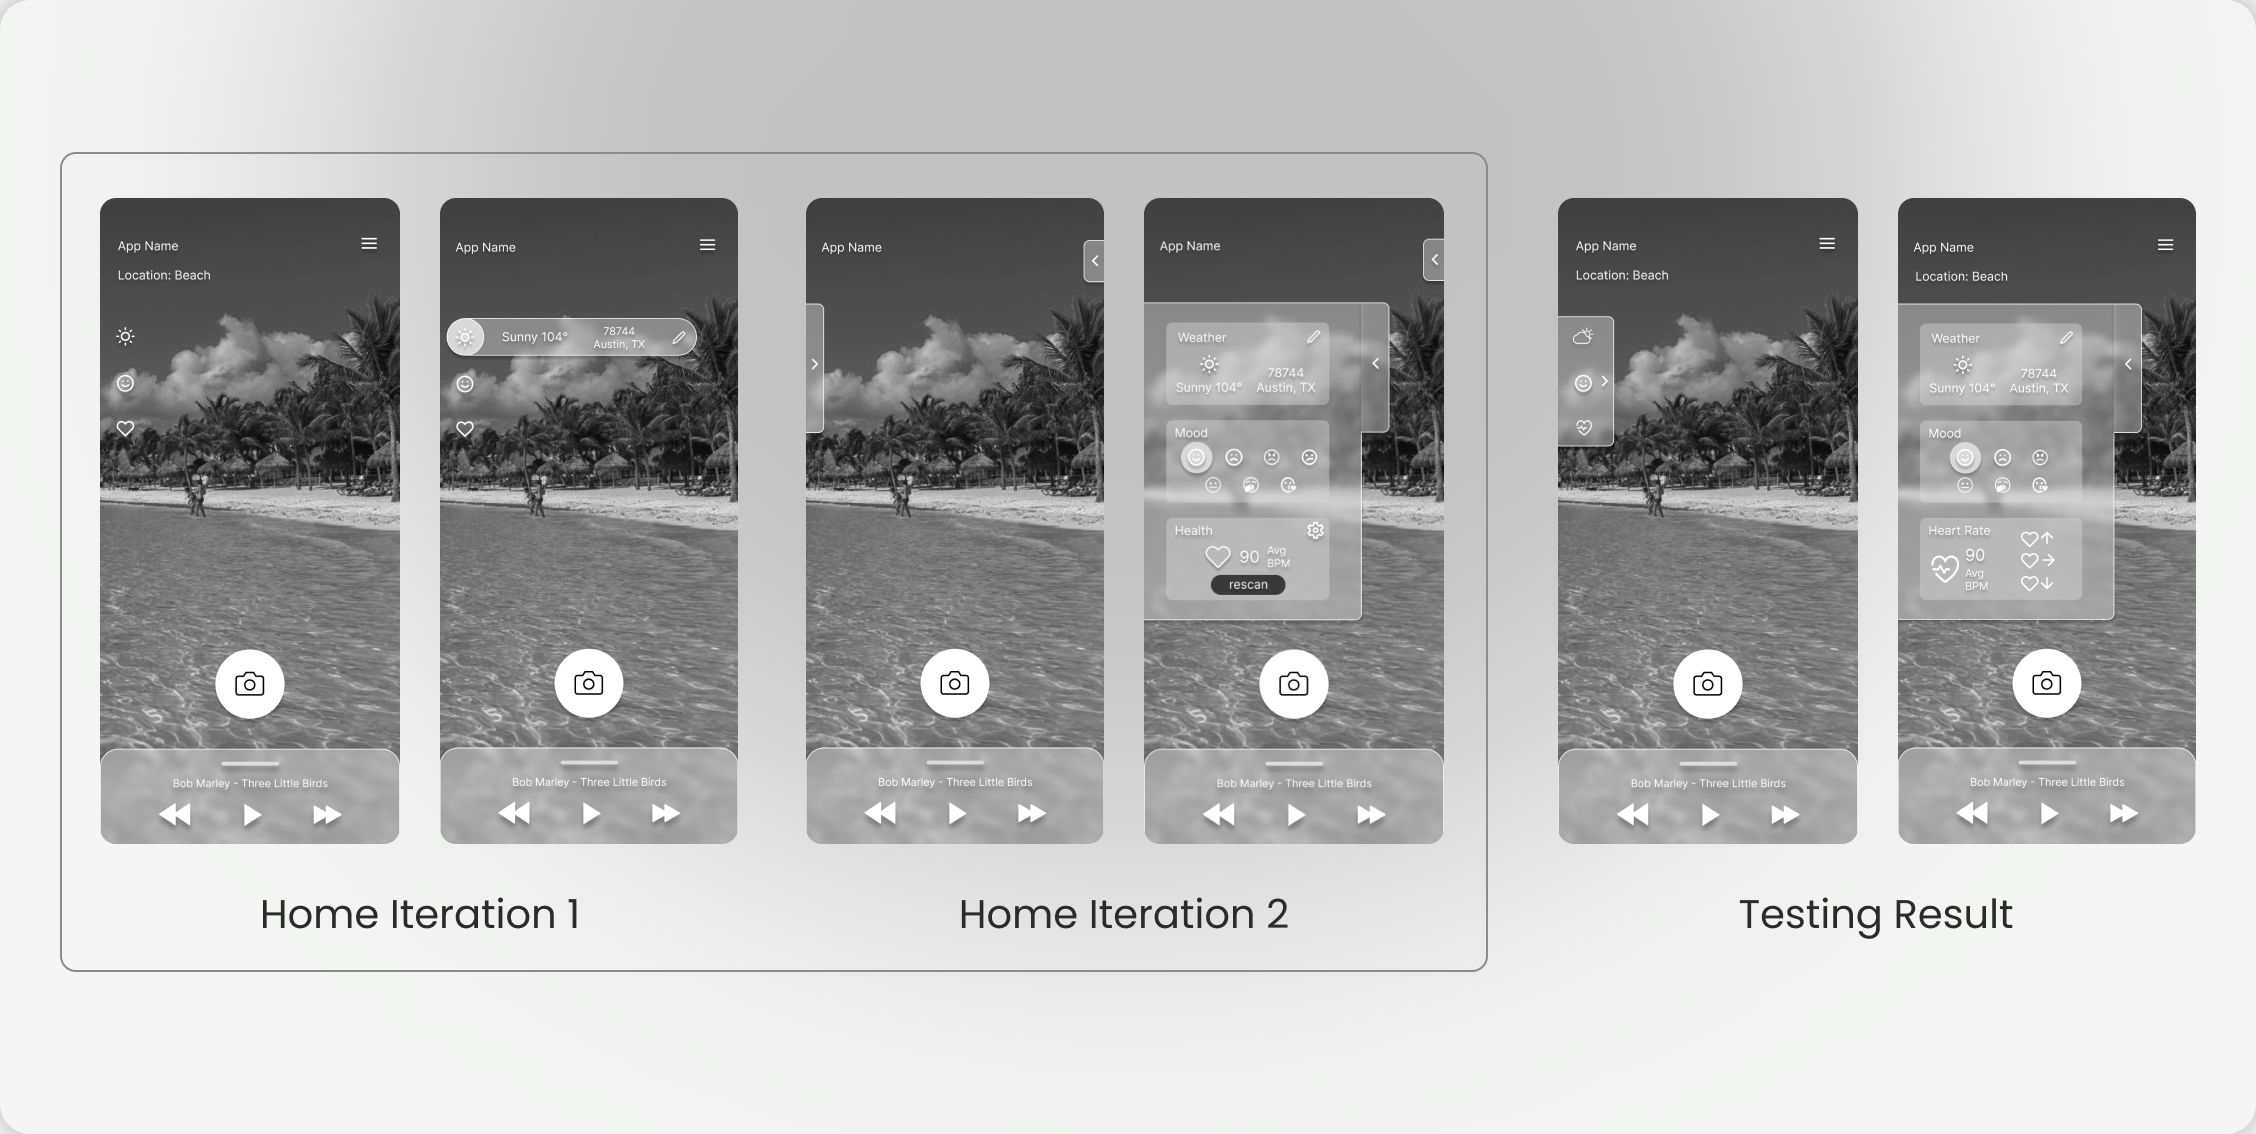 App Name
Location: Beach
Bob Marley - Three Little Birds
App Name
Sunny 104°
78744
Austin, TX
Bob Marley - Three Little Birds
Home Iteration 1
App Name
Bob Marley - Three Little Birds
App Name
Weather
78744
Sunny 104°
Austin, TX
Mood
Health
90
Avg
BPM
rescan
Bob Marley - Three Little Birds
Home Iteration 2
App Name
Location: Beach
Bob Marley - Three Little Birds
App Name
Location: Beach
Weather
78744
Sunny 104°
Austin, TX
Mood
Heart Rate
90
Avg
BPM
Bob Marley - Three Little Birds
Testing Result